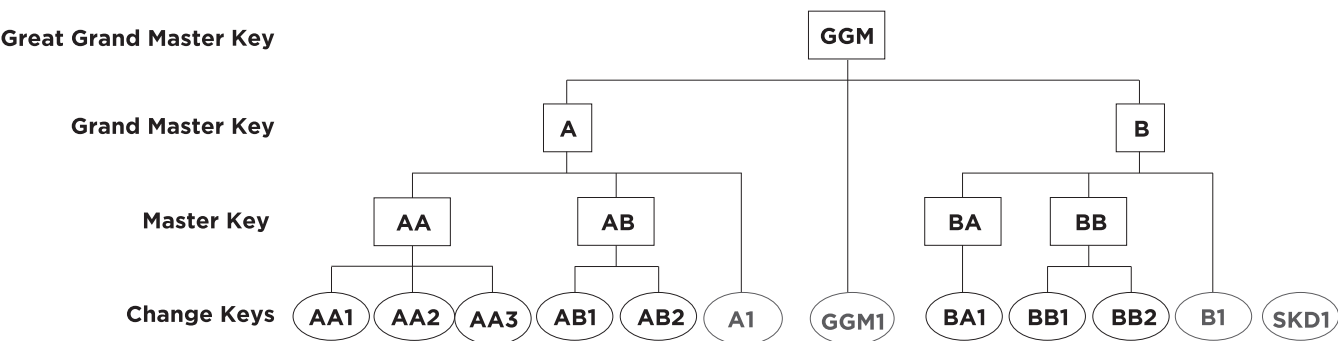 Great Grand Master Key GGM
Grand Master Key A B
Master Key AA AB BA BB
Change Keys AA1 AA2 AA3 AB1 AB2 A1 GGM1 BA1 BB1 BB2 B1 SKD1